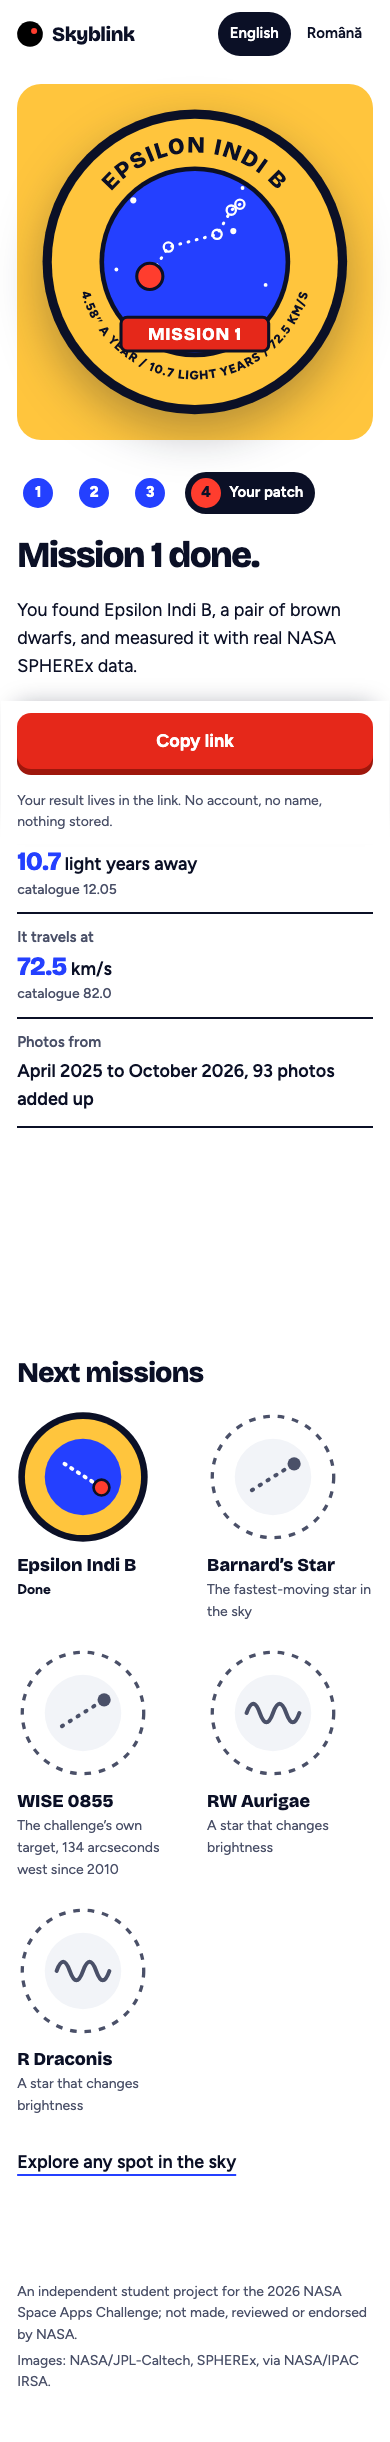 Skyblink
English
Română
EPSILON INDI B
MISSION 1
4.58″ A YEAR / 10.7 LIGHT YEARS / 72.5 KM/S
1
2
3
4
Your patch
Mission 1 done.
You found Epsilon Indi B, a pair of brown
dwarfs, and measured it with real NASA
SPHEREx data.
Copy link
Your result lives in the link. No account, no name,
nothing stored.
10.7 light years away
catalogue 12.05
It travels at
72.5 km/s
catalogue 82.0
Photos from
April 2025 to October 2026, 93 photos
added up
Next missions
Epsilon Indi B
Done
Barnard’s Star
The fastest-moving star in
the sky
WISE 0855
The challenge’s own
target, 134 arcseconds
west since 2010
RW Aurigae
A star that changes
brightness
R Draconis
A star that changes
brightness
Explore any spot in the sky
An independent student project for the 2026 NASA
Space Apps Challenge; not made, reviewed or endorsed
by NASA.
Images: NASA/JPL-Caltech, SPHEREx, via NASA/IPAC
IRSA.